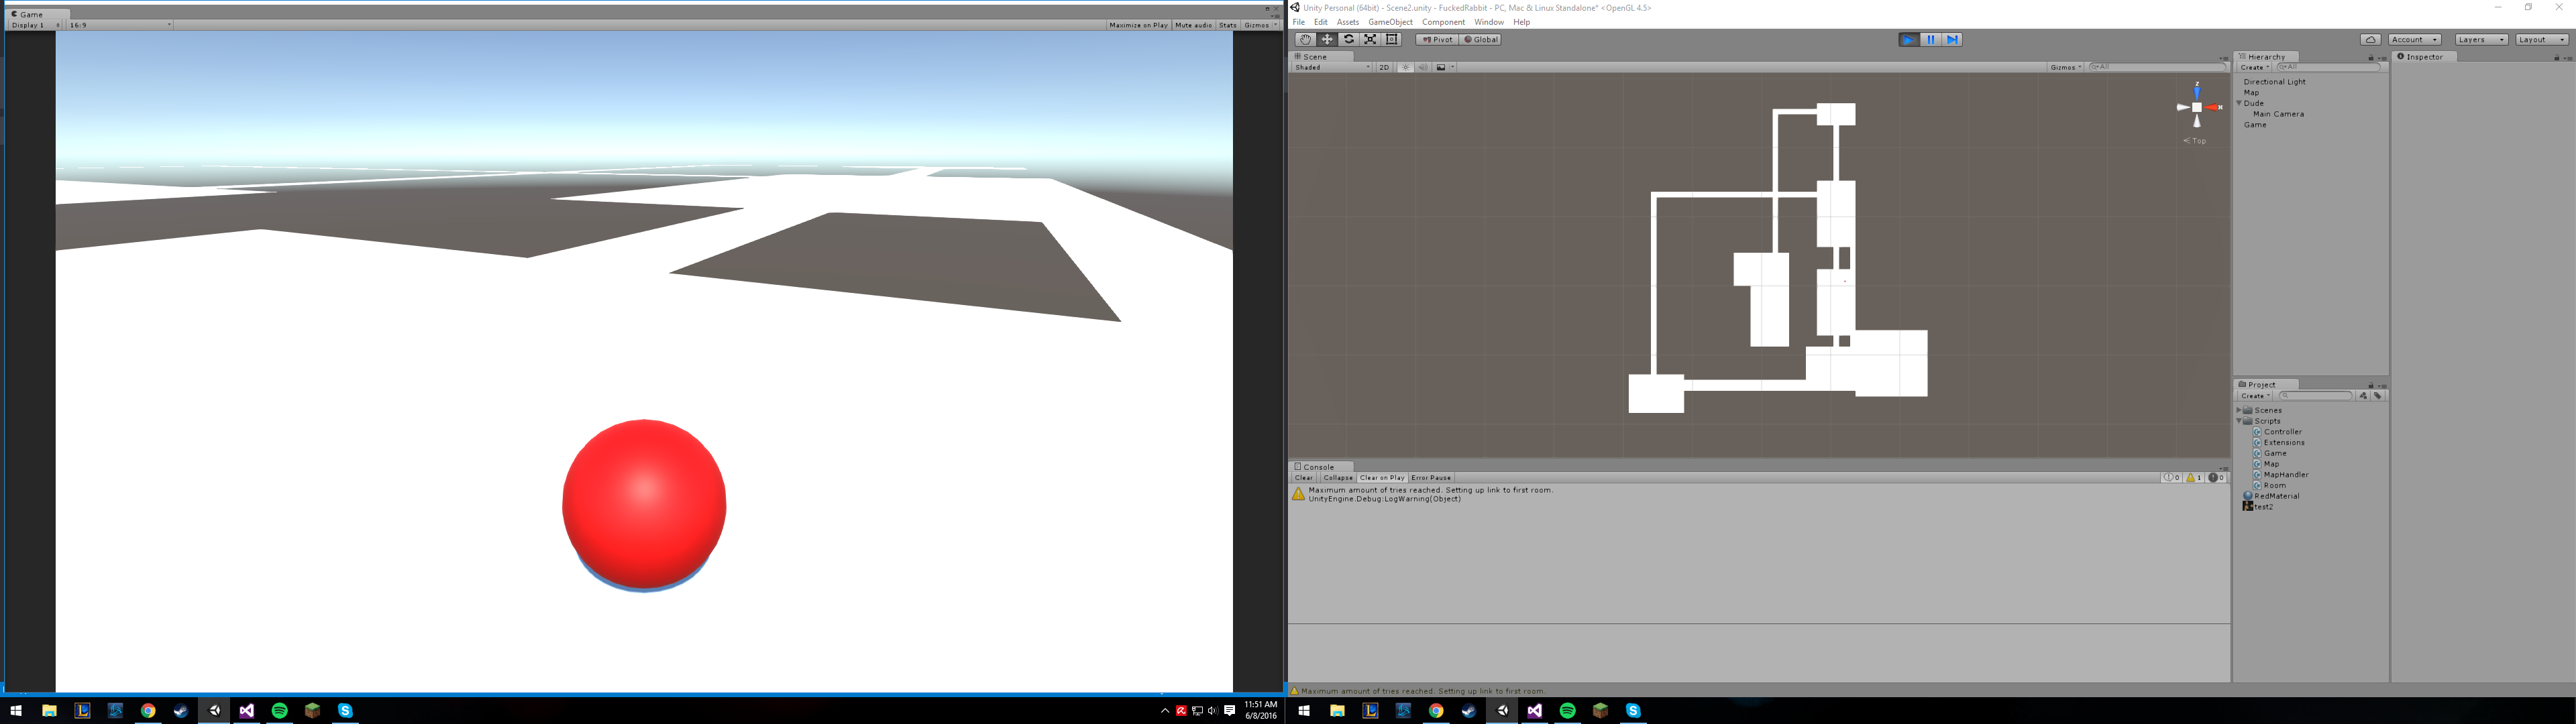 Game
Display 1 16:9 Maximize on Play Mute audio Stats Gizmos
Unity Personal (64bit) - Scene2.unity - FuckedRabbit - PC, Mac & Linux Standalone* <OpenGL 4.5>
File Edit Assets GameObject Component Window Help
Pivot Global Account Layers Layout
Scene
Shaded 2D Gizmos All
z
x
Top
Hierarchy
Create All
Directional Light
Map
Dude
Main Camera
Game
Inspector
Project
Create
Scenes
Scripts
Controller
Extensions
Game
Map
MapHandler
Room
RedMaterial
test2
Console
Clear Collapse Clear on Play Error Pause 0 1 0
Maximum amount of tries reached. Setting up link to first room.
UnityEngine.Debug:LogWarning(Object)
Maximum amount of tries reached. Setting up link to first room.
11:51 AM
6/8/2016